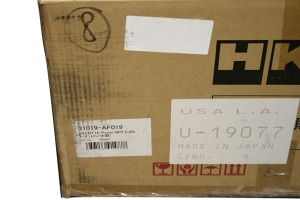 8
HK
31019-AF019
USA L.A.
U-19077
MADE IN JAPAN
C/NO. 6